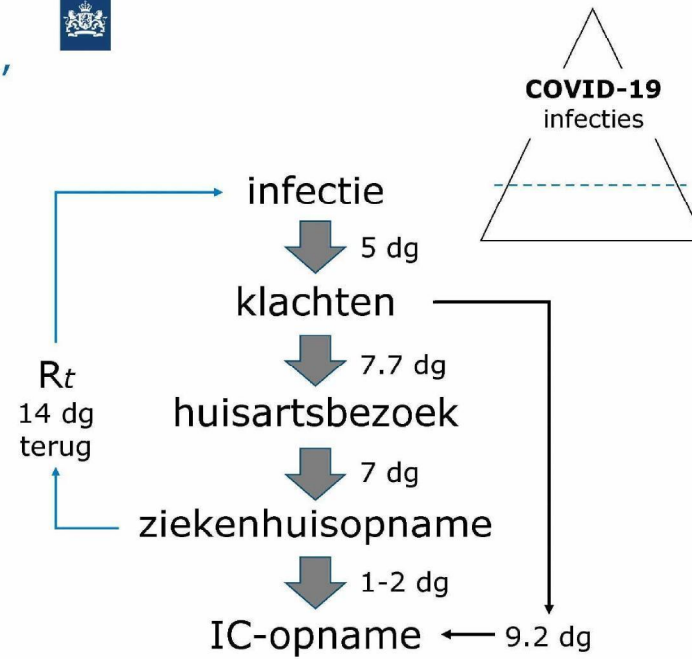 ,
COVID-19
infecties
infectie
5 dg
klachten
7.7 dg
Rt
14 dg
terug
huisartsbezoek
7 dg
ziekenhuisopname
1-2 dg
IC-opname
9.2 dg